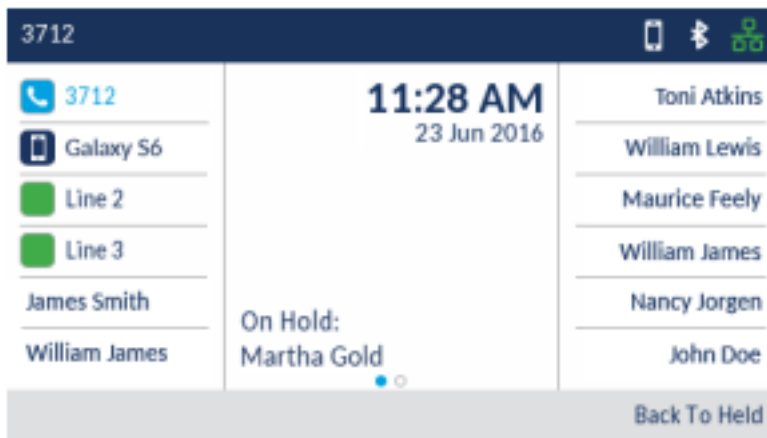 3712
3712
Galaxy S6
Line 2
Line 3
James Smith
William James
11:28 AM
23 Jun 2016
On Hold:
Martha Gold
Toni Atkins
William Lewis
Maurice Feely
William James
Nancy Jorgen
John Doe
Back To Held